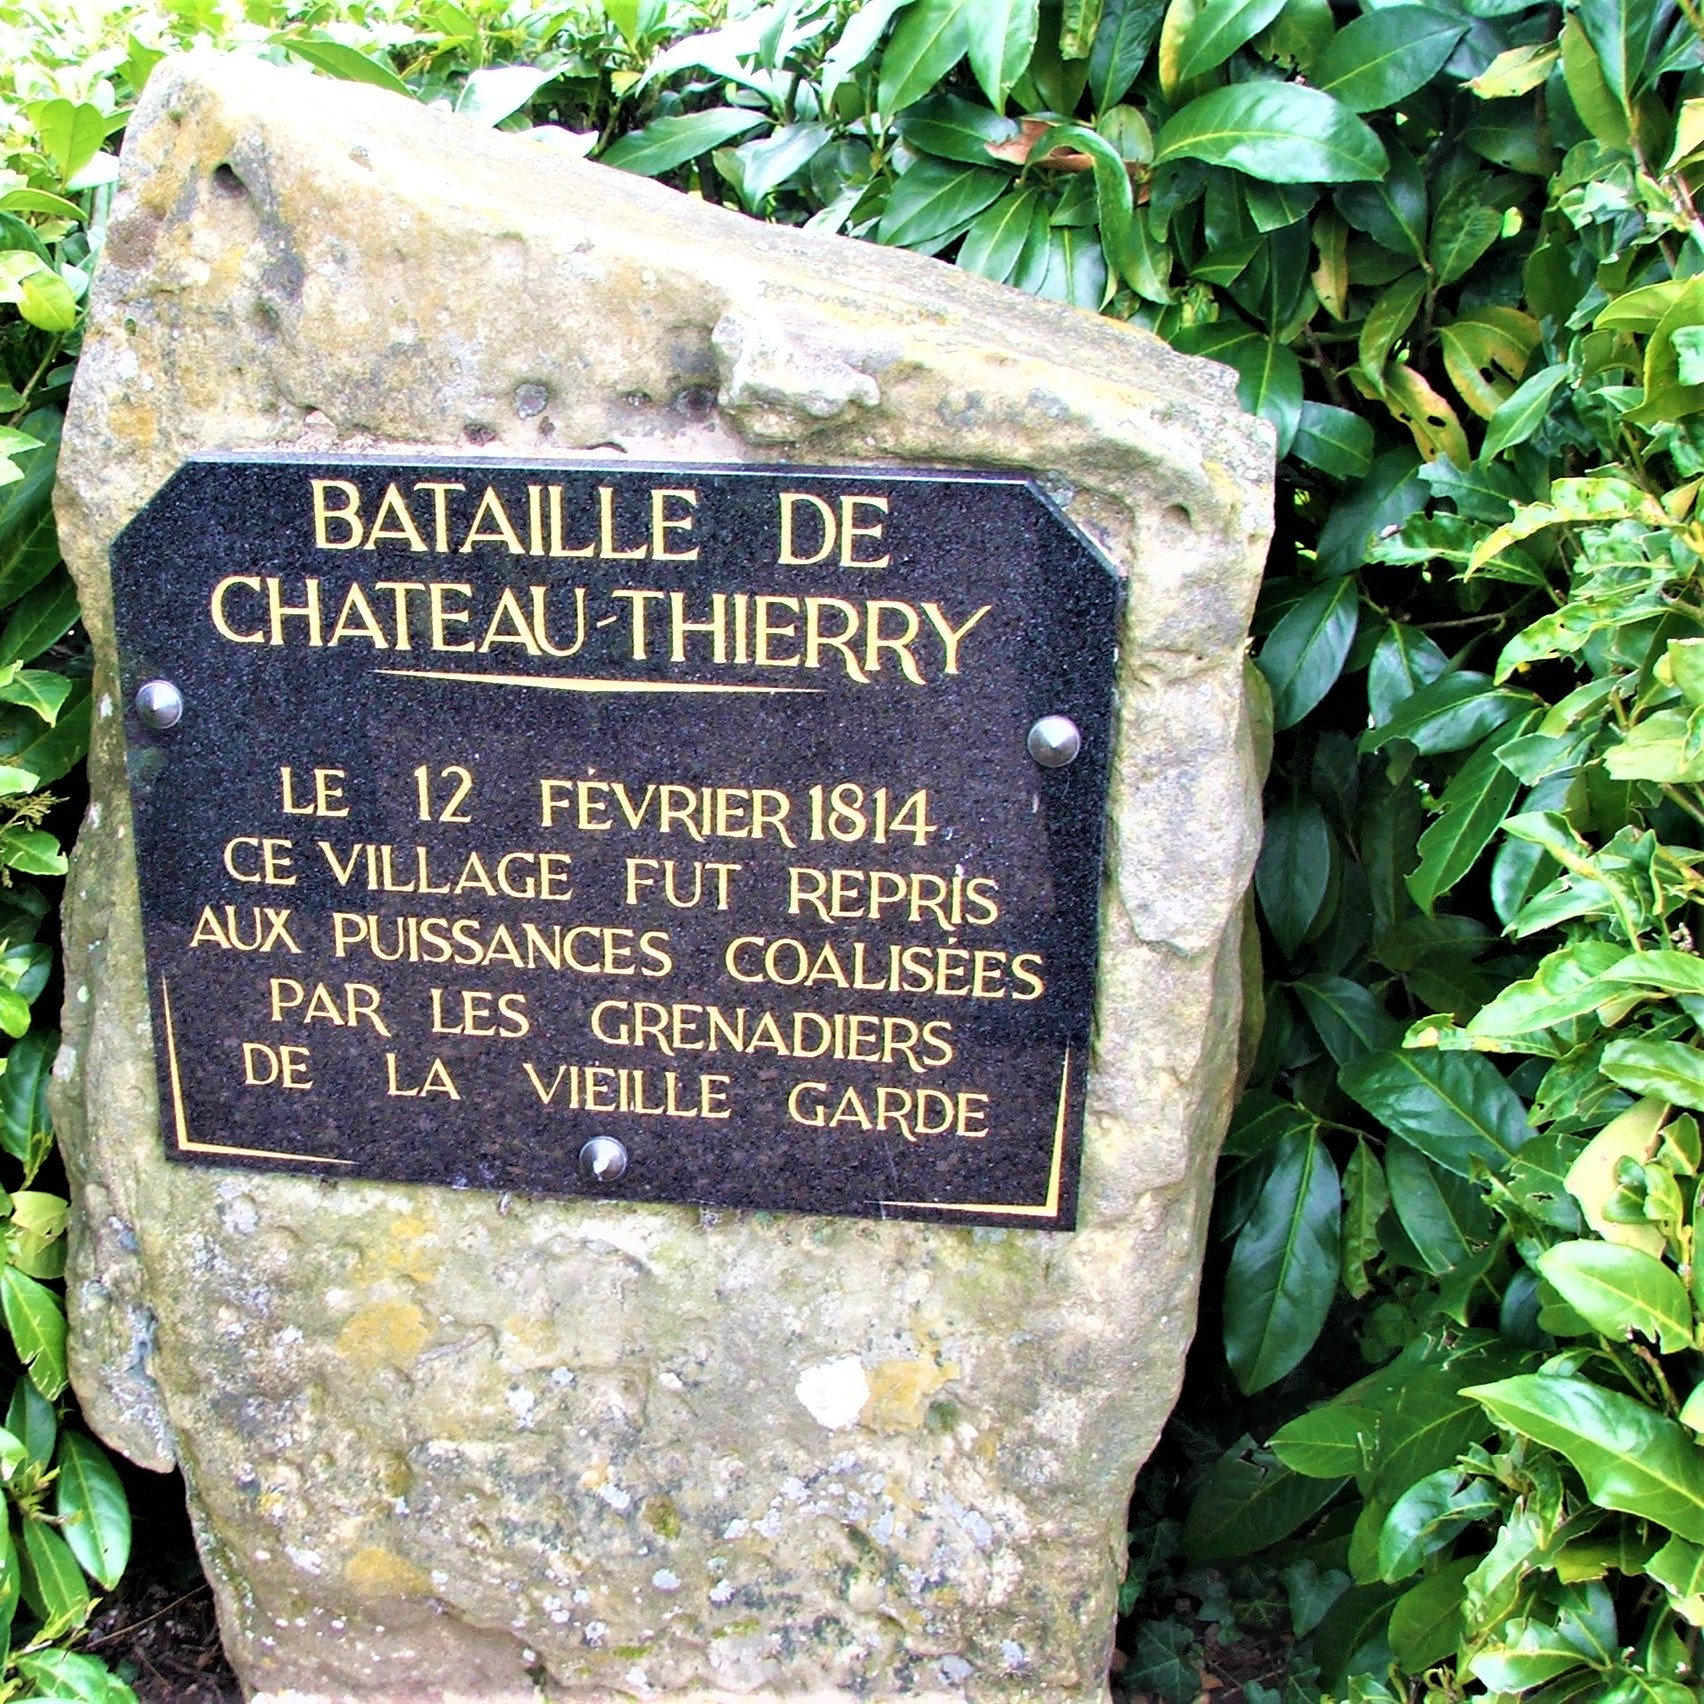 BATAILLE DE
CHATEAU-THIERRY
LE 12 FÉVRIER 1814
CE VILLAGE FUT REPRIS
AUX PUISSANCES COALISÉES
PAR LES GRENADIERS
DE LA VIEILLE GARDE